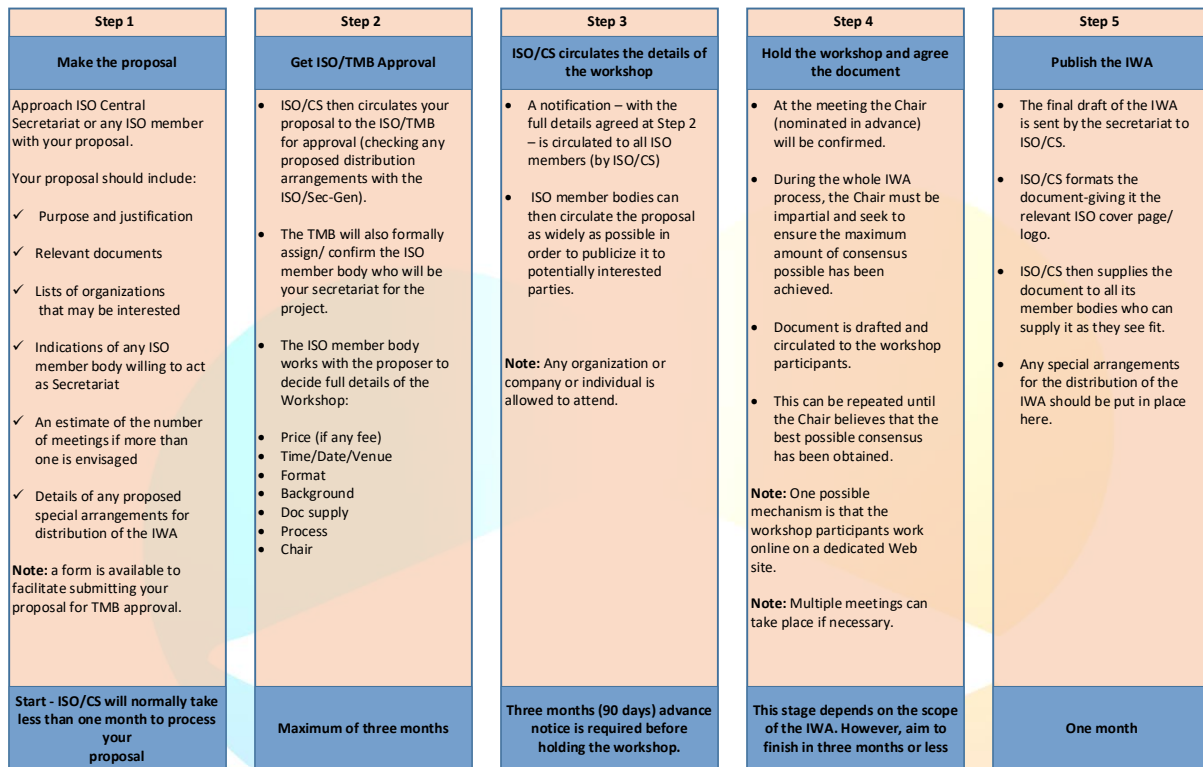 Step 1
Make the proposal
Approach ISO Central
Secretariat or any ISO member
with your proposal.
Your proposal should include:
✓ Purpose and justification
✓ Relevant documents
✓ Lists of organizations
that may be interested
✓ Indications of any ISO
member body willing to act
as Secretariat
✓ An estimate of the number
of meetings if more than
one is envisaged
✓ Details of any proposed
special arrangements for
distribution of the IWA
Note: a form is available to
facilitate submitting your
proposal for TMB approval.
Start - ISO/CS will normally take
less than one month to process
your
proposal
Step 2
Get ISO/TMB Approval
• ISO/CS then circulates your
proposal to the ISO/TMB
for approval (checking any
proposed distribution
arrangements with the
ISO/Sec-Gen).
• The TMB will also formally
assign/ confirm the ISO
member body who will be
your secretariat for the
project.
• The ISO member body
works with the proposer to
decide full details of the
Workshop:
• Price (if any fee)
• Time/Date/Venue
• Format
• Background
• Doc supply
• Process
• Chair
Maximum of three months
Step 3
ISO/CS circulates the details of
the workshop
• A notification – with the
full details agreed at Step 2
– is circulated to all ISO
members (by ISO/CS)
• ISO member bodies can
then circulate the proposal
as widely as possible in
order to publicize it to
potentially interested
parties.
Note: Any organization or
company or individual is
allowed to attend.
Three months (90 days) advance
notice is required before
holding the workshop.
Step 4
Hold the workshop and agree
the document
• At the meeting the Chair
(nominated in advance)
will be confirmed.
• During the whole IWA
process, the Chair must be
impartial and seek to
ensure the maximum
amount of consensus
possible has been
achieved.
• Document is drafted and
circulated to the workshop
participants.
• This can be repeated until
the Chair believes that the
best possible consensus
has been obtained.
Note: One possible
mechanism is that the
workshop participants work
online on a dedicated Web
site.
Note: Multiple meetings can
take place if necessary.
This stage depends on the scope
of the IWA. However, aim to
finish in three months or less
Step 5
Publish the IWA
• The final draft of the IWA
is sent by the secretariat to
ISO/CS.
• ISO/CS formats the
document-giving it the
relevant ISO cover page/
logo.
• ISO/CS then supplies the
document to all its
member bodies who can
supply it as they see fit.
• Any special arrangements
for the distribution of the
IWA should be put in place
here.
One month